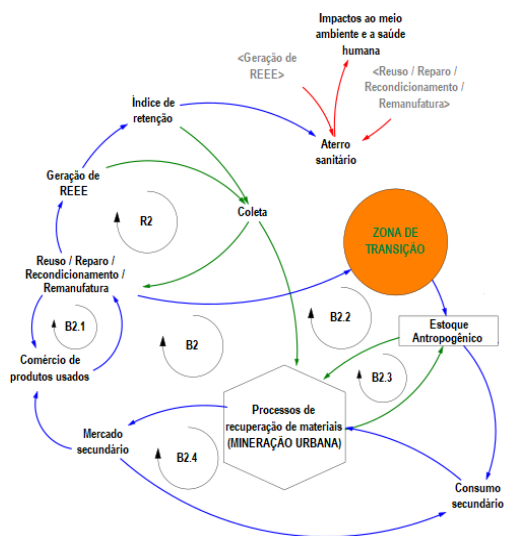 Impactos ao meio
ambiente e a saúde
humana
<Geração de
REEE>
<Reuso / Reparo /
Recondicionamento /
Remanufatura>
Índice de
retenção
Aterro
sanitário
Geração de
REEE
Coleta
R2
ZONA DE
TRANSIÇÃO
Reuso / Reparo /
Recondicionamento /
Remanufatura
B2.2
Estoque
Antropogênico
B2.1
B2
Comércio de
produtos usados
B2.3
Processos de
recuperação de materiais
(MINERAÇÃO URBANA)
Mercado
secundário
B2.4
Consumo
secundário